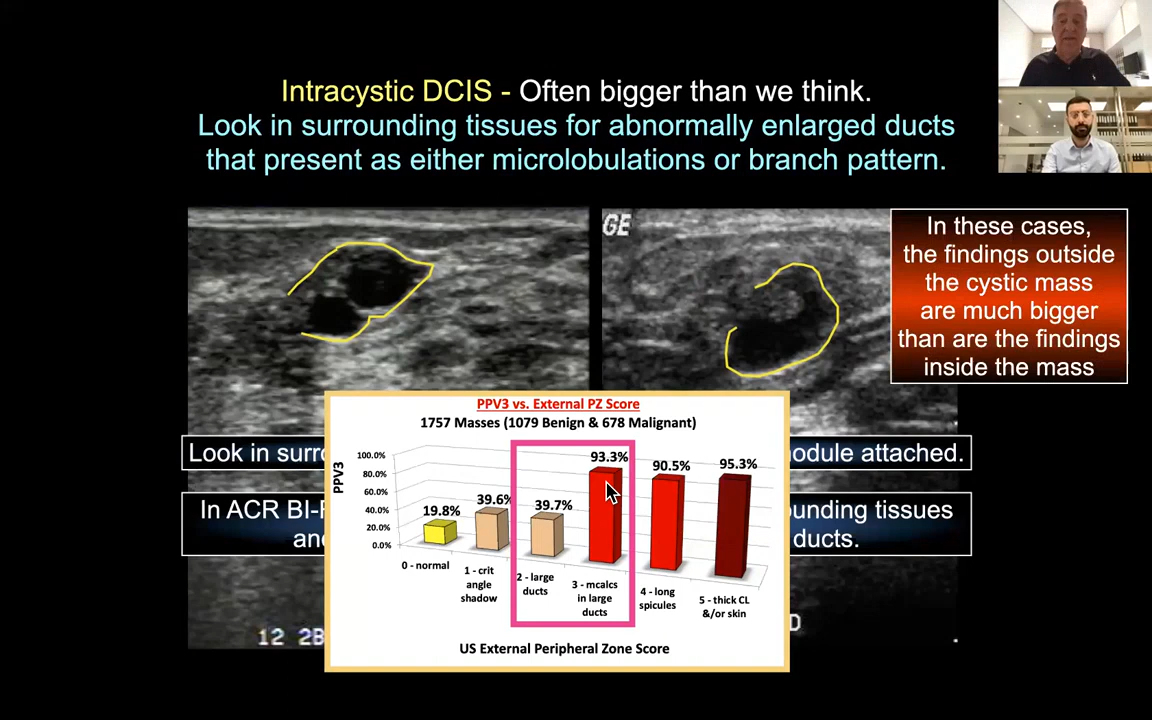 Intracystic DCIS - Often bigger than we think.
Look in surrounding tissues for abnormally enlarged ducts
that present as either microlobulations or branch pattern.
GE
In these cases,
the findings outside
the cystic mass
are much bigger
than are the findings
inside the mass
PPV3 vs. External PZ Score
1757 Masses (1079 Benign & 678 Malignant)
PPV3
100.0%
80.0%
60.0%
40.0%
20.0%
0.0%
19.8%
39.6%
39.7%
93.3%
90.5%
95.3%
0 - normal
1 - crit
angle
shadow
2 - large
ducts
3 - mcalcs
in large
ducts
4 - long
spicules
5 - thick CL
&/or skin
US External Peripheral Zone Score
Look in
nodule attached.
In ACR
tissues
ducts.
12